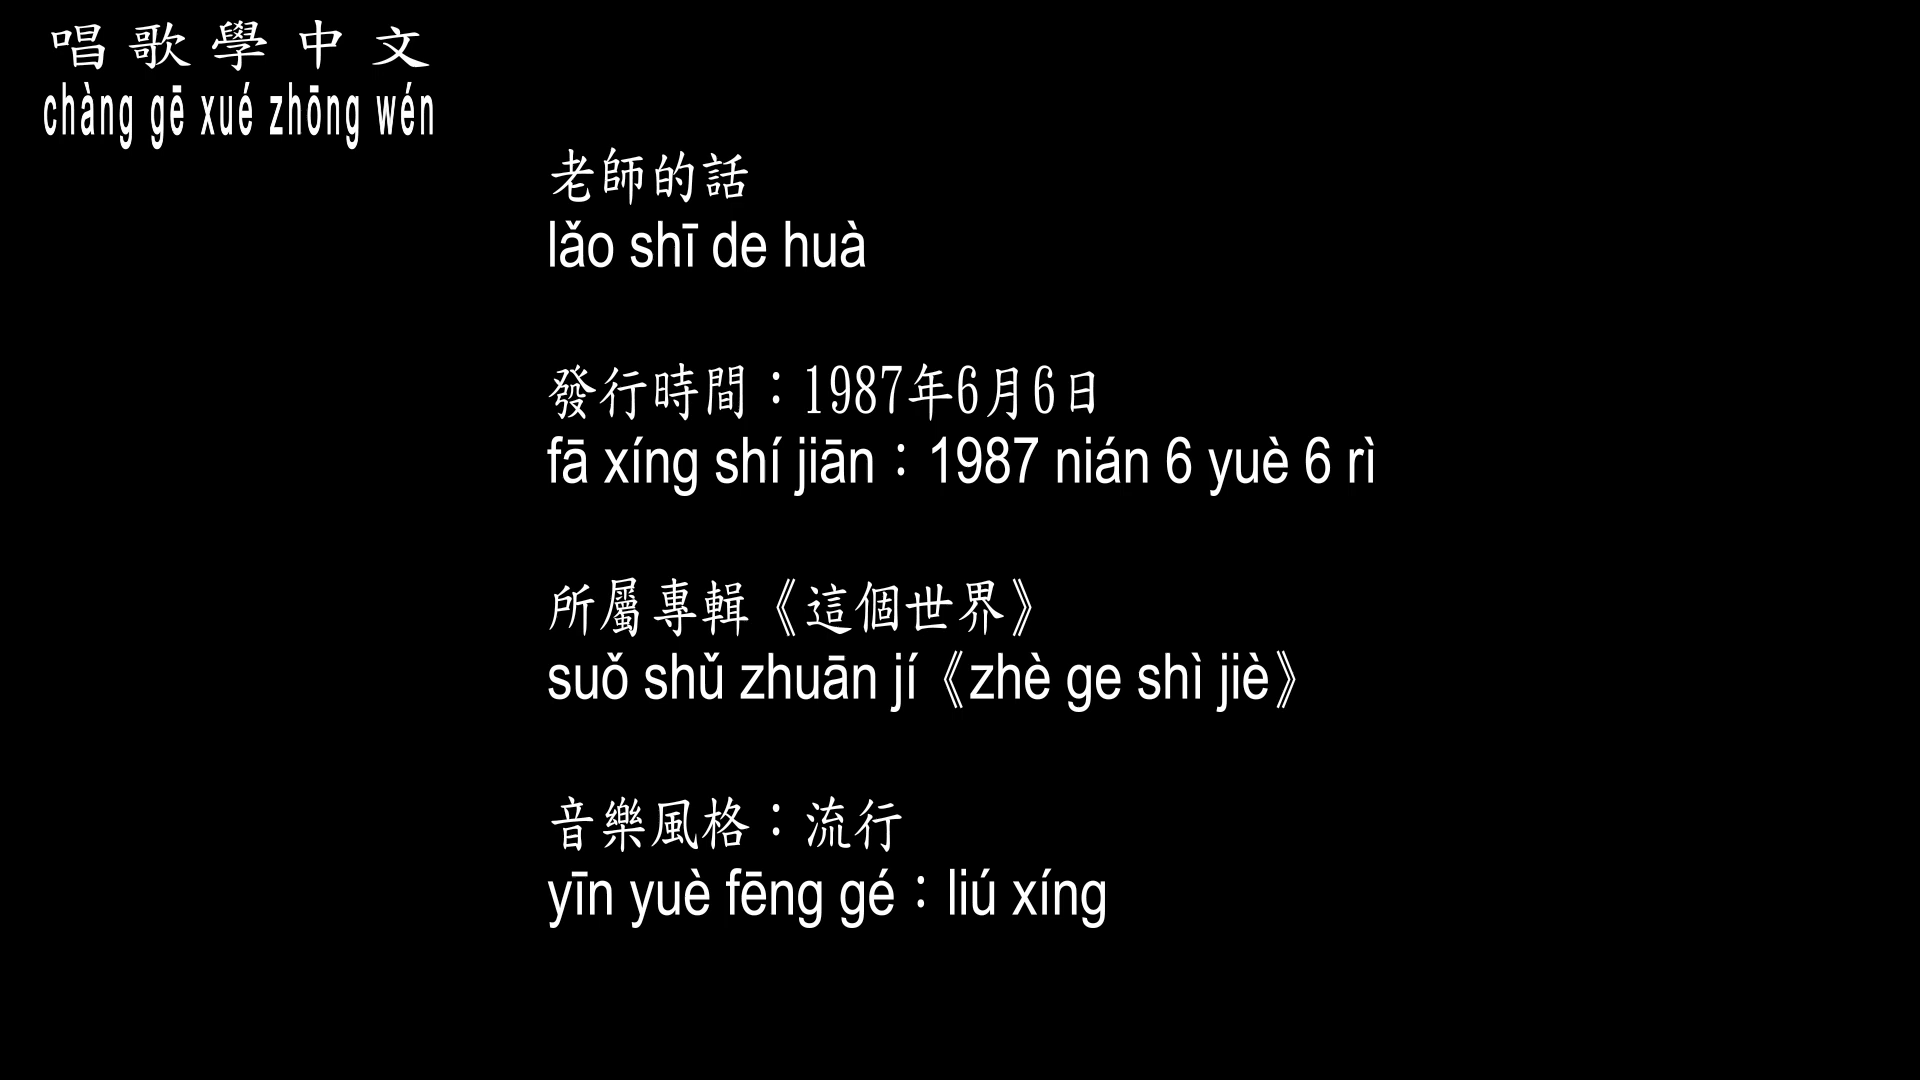 唱歌學中文
chàng gē xué zhōng wén
老師的話
lǎo shī de huà
發行時間：1987年6月6日
fā xíng shí jiān：1987 nián 6 yuè 6 rì
所屬專輯《這個世界》
suǒ shǔ zhuān jí《zhè ge shì jiè》
音樂風格：流行
yīn yuè fēng gé：liú xíng